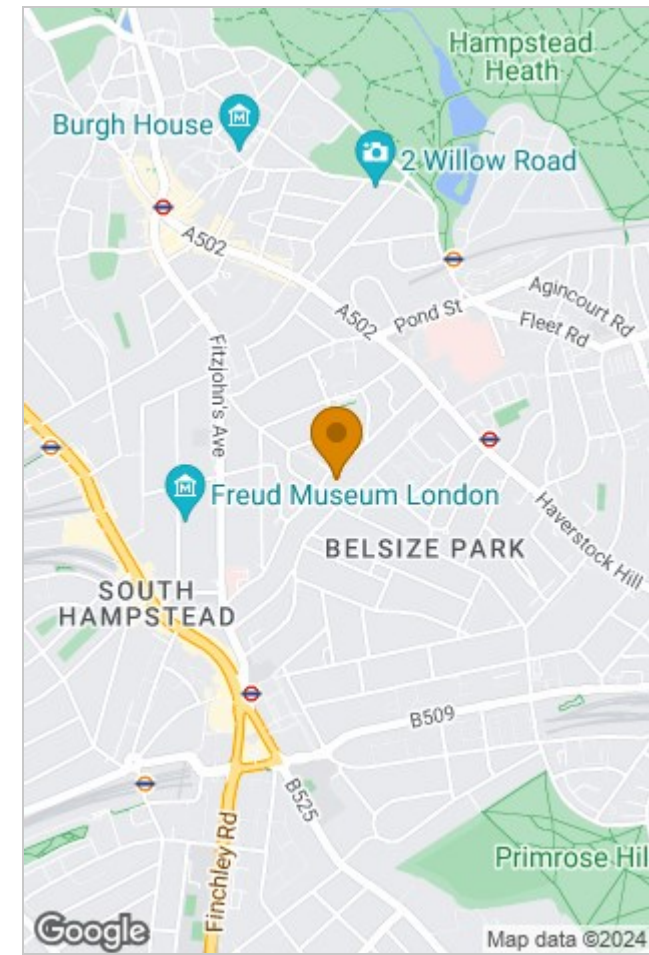 Hampstead
Heath
Burgh House
2 Willow Road
A502
A502
Pond St
Agincourt Rd
Fleet Rd
Fitzjohn's Ave
Freud Museum London
Haverstock Hill
BELSIZE PARK
SOUTH
HAMPSTEAD
B509
B525
Finchley Rd
Primrose Hil
Google
Map data ©2024